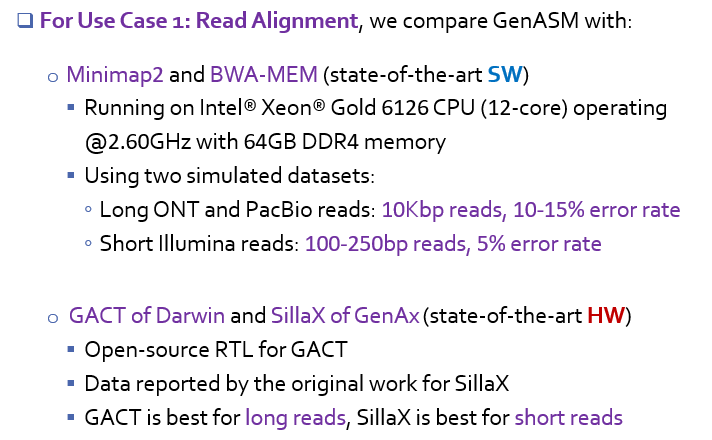 ❑ For Use Case 1: Read Alignment, we compare GenASM with:
o Minimap2 and BWA-MEM (state-of-the-art SW)
▪ Running on Intel® Xeon® Gold 6126 CPU (12-core) operating
@2.60GHz with 64GB DDR4 memory
▪ Using two simulated datasets:
◦ Long ONT and PacBio reads: 10Kbp reads, 10-15% error rate
◦ Short Illumina reads: 100-250bp reads, 5% error rate
o GACT of Darwin and SillaX of GenAx (state-of-the-art HW)
▪ Open-source RTL for GACT
▪ Data reported by the original work for SillaX
▪ GACT is best for long reads, SillaX is best for short reads